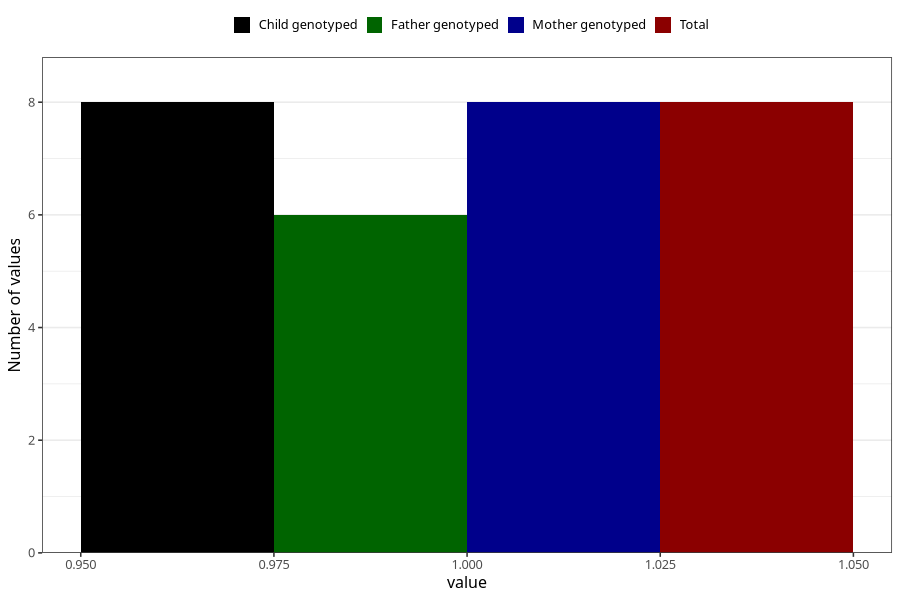 Child genotyped Father genotyped Mother genotyped Total
8
6
4
2
0
Number of values
0.950 0.975 1.000 1.025 1.050
value